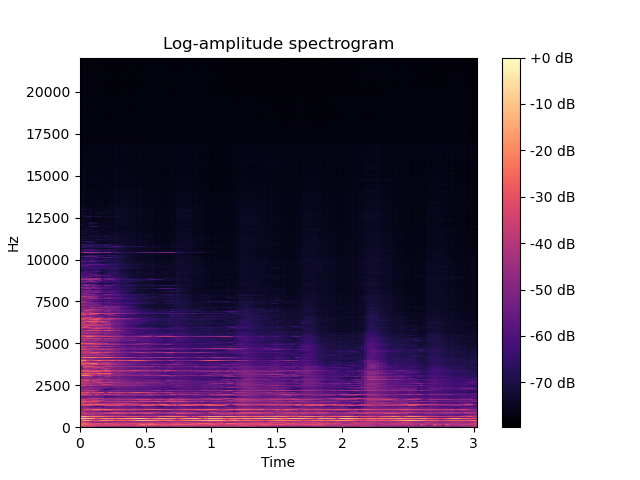 Log-amplitude spectrogram
Hz
20000
17500
15000
12500
10000
7500
5000
2500
0
0
0.5
1
1.5
2
2.5
3
Time
+0 dB
-10 dB
-20 dB
-30 dB
-40 dB
-50 dB
-60 dB
-70 dB